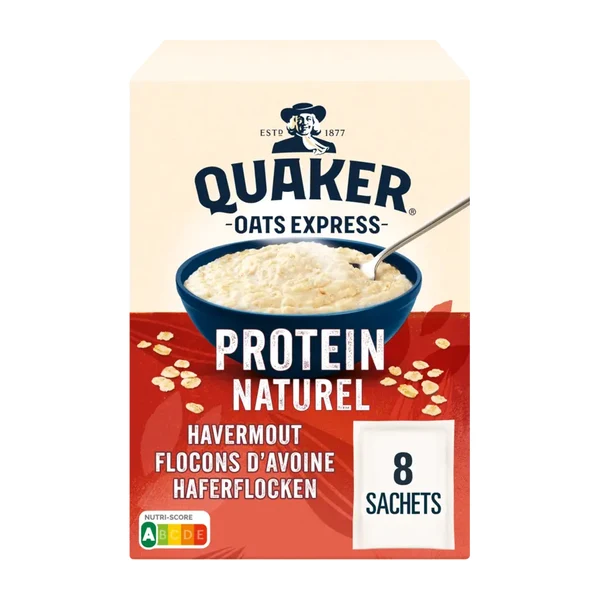 ESTD 1877
QUAKER®
-OATS EXPRESS-
PROTEIN
NATUREL
HAVERMOUT
FLOCONS D'AVOINE
HAFERFLOCKEN
8
SACHETS
NUTRI-SCORE
A B C D E